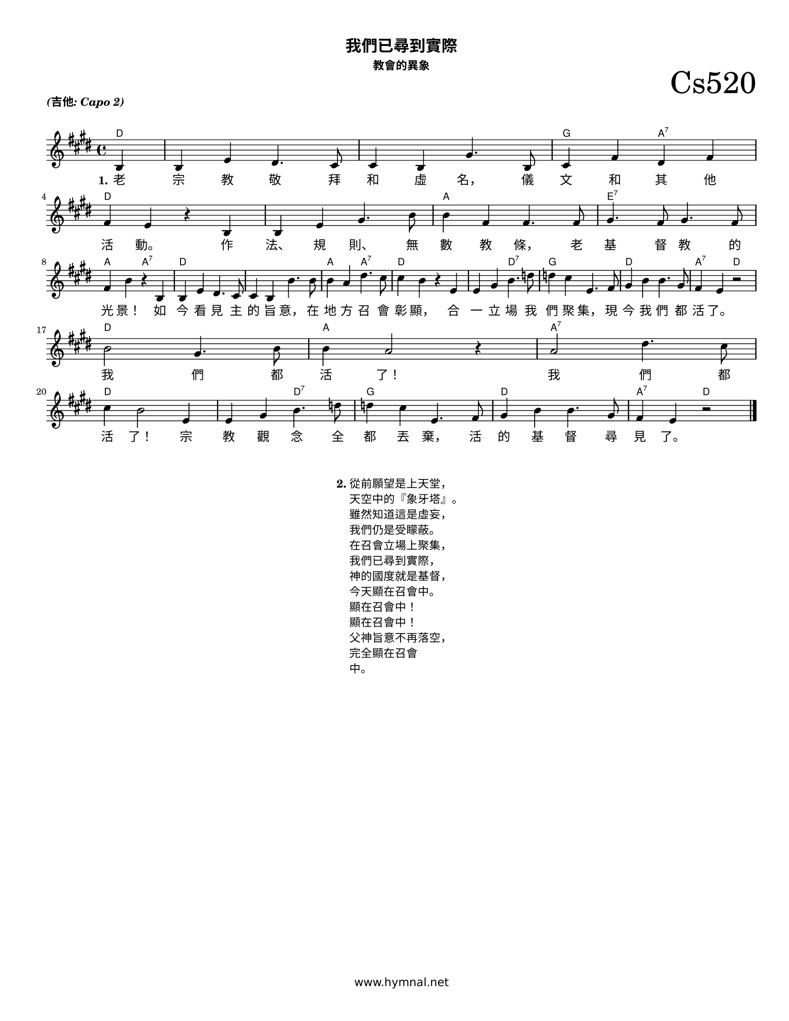 我們已尋到實際
教會的異象
Cs520
(吉他: Capo 2)
D G A7
1. 老 宗 教 敬 拜 和 虛 名， 儀 文 和 其 他
4 D A E7
活 動。 作 法、 規 則、 無 數 教 條， 老 基 督 教 的
8 A A7 D A A7 D D7 G D A7 D
光 景！ 如 今 看 見 主 的 旨 意， 在 地 方 召 會 彰 顯， 合 一 立 場 我 們 聚 集， 現 今 我 們 都 活 了。
17 D A A7
我 們 都 活 了！ 我 們 都
20 D D7 G D A7 D
活 了！ 宗 教 觀 念 全 都 丟 棄， 活 的 基 督 尋 見 了。
2. 從前願望是上天堂，
天空中的『象牙塔』。
雖然知道這是虛妄，
我們仍是受矇蔽。
在召會立場上聚集，
我們已尋到實際，
神的國度就是基督，
今天顯在召會中。
顯在召會中！
顯在召會中！
父神旨意不再落空，
完全顯在召會
中。
www.hymnal.net